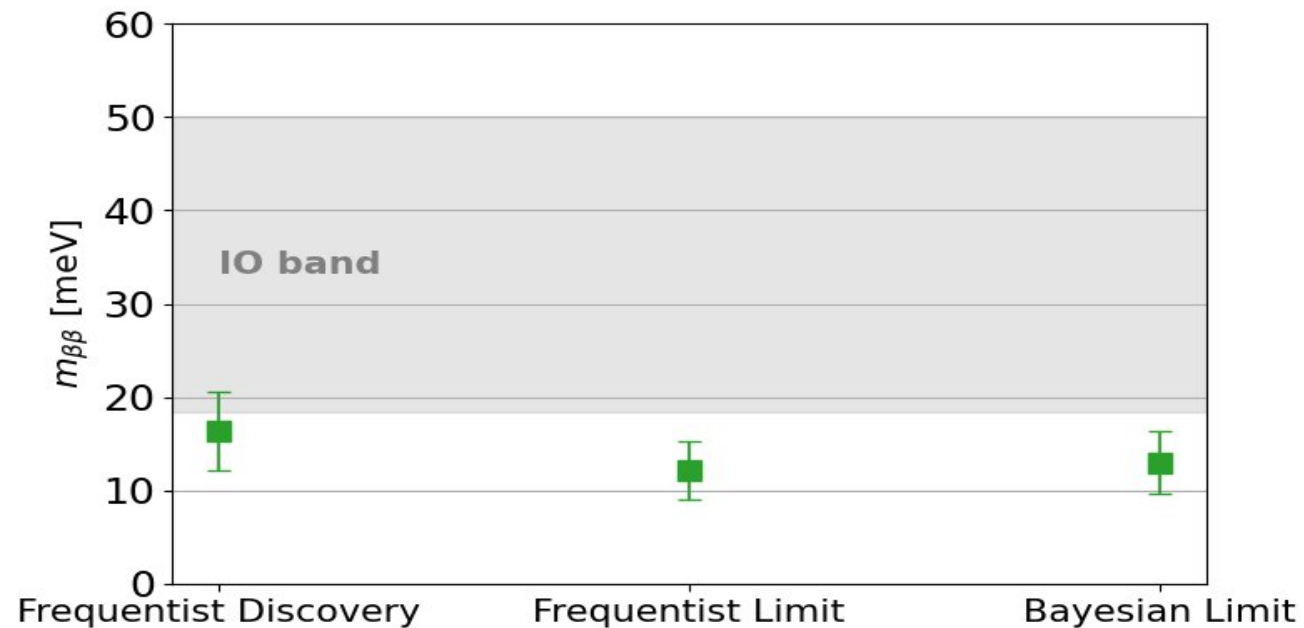 60
50
40
30
20
10
0
m_ββ [meV]
IO band
Frequentist Discovery
Frequentist Limit
Bayesian Limit